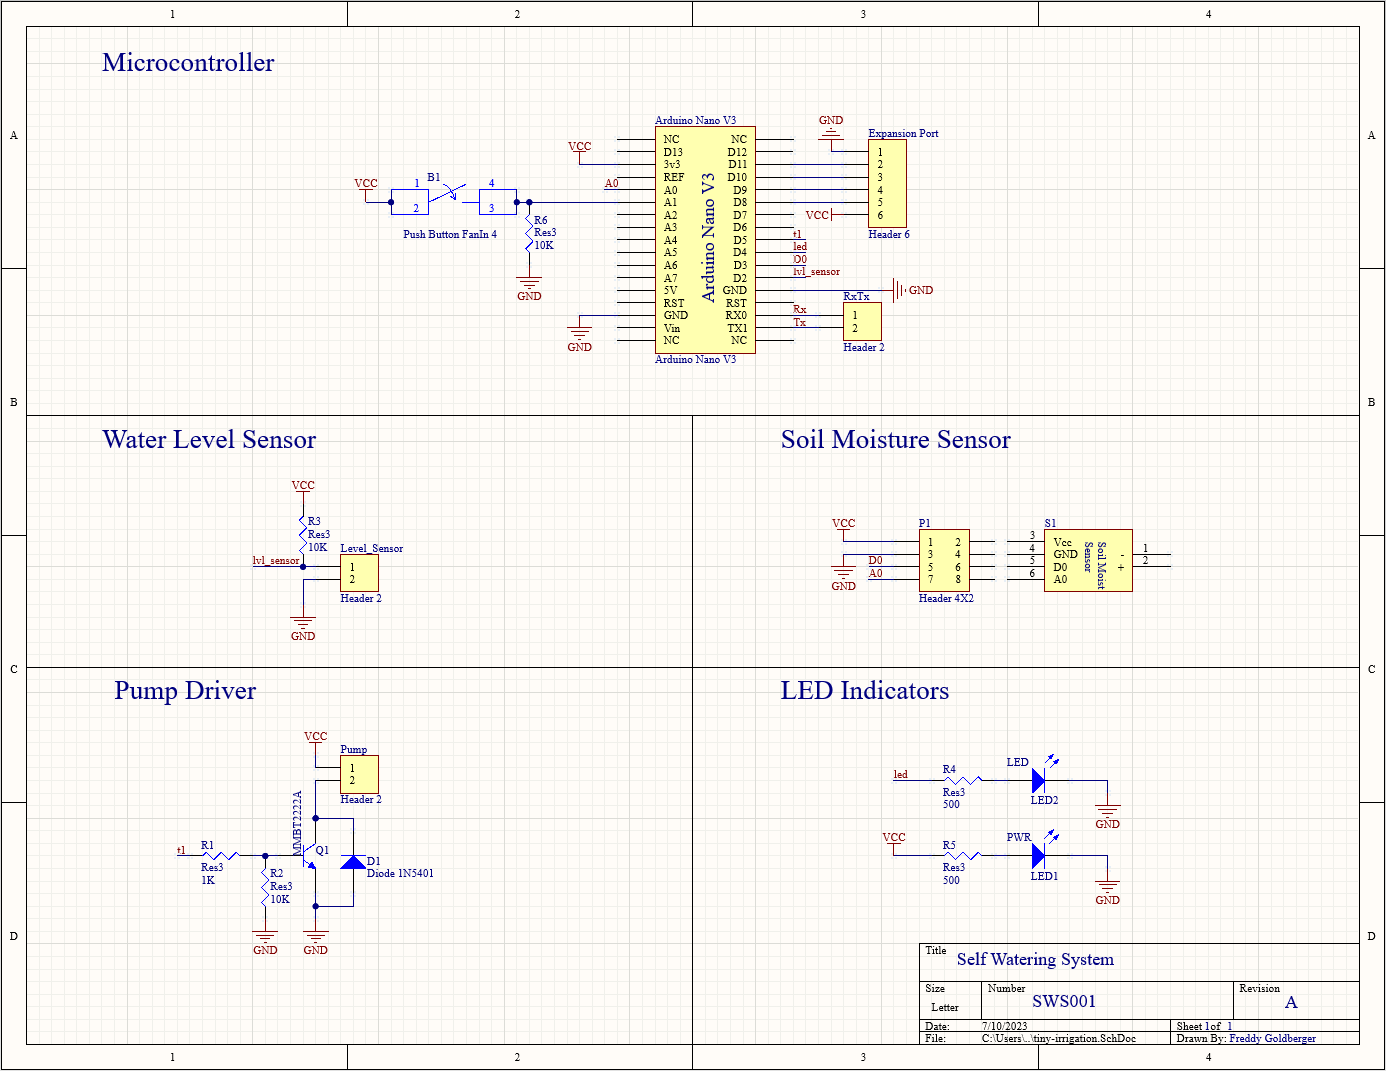 1 2 3 4
A A
B B
C C
D D
Microcontroller
VCC
1
2
B1
4
3
Push Button FanIn 4
R6
Res3
10K
GND
VCC
A0
GND
Arduino Nano V3
NC NC
D13 D12
3v3 D11
REF D10
A0 D9
A1 D8
A2 D7
A3 D6
A4 D5
A5 D4
A6 D3
A7 D2
5V GND
RST RST
GND RX0
Vin TX1
NC NC
Arduino Nano V3
Arduino Nano V3
GND
Expansion Port
1
2
3
4
5
6
VCC
Header 6
t1
led
D0
lvl_sensor
GND
RxTx
Rx
Tx
1
2
Header 2
Water Level Sensor
VCC
R3
Res3
10K
lvl_sensor
Level_Sensor
1
2
Header 2
GND
Soil Moisture Sensor
VCC
GND
D0
A0
P1
1 2
3 4
5 6
7 8
Header 4X2
S1
3 Vcc
4 GND
5 D0
6 A0
Soil Moist
Sensor
- 1
+ 2
Pump Driver
VCC
Pump
1
2
Header 2
MMBT2222A
Q1
t1
R1
Res3
1K
R2
Res3
10K
D1
Diode 1N5401
GND
GND
LED Indicators
led
R4
Res3
500
LED
LED2
GND
VCC
R5
Res3
500
PWR
LED1
GND
Title
Self Watering System
Size
Letter
Number
SWS001
Revision
A
Date: 7/10/2023
Sheet 1of 1
File: C:\Users\..\tiny-irrigation.SchDoc
Drawn By: Freddy Goldberger
1 2 3 4